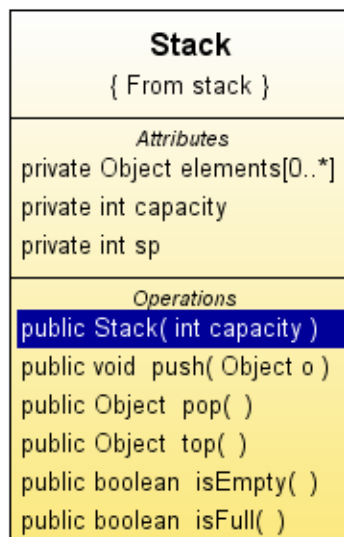 Stack
{ From stack }
Attributes
private Object elements[0..*]
private int capacity
private int sp
Operations
public Stack( int capacity )
public void  push( Object o )
public Object  pop( )
public Object  top( )
public boolean  isEmpty( )
public boolean  isFull( )